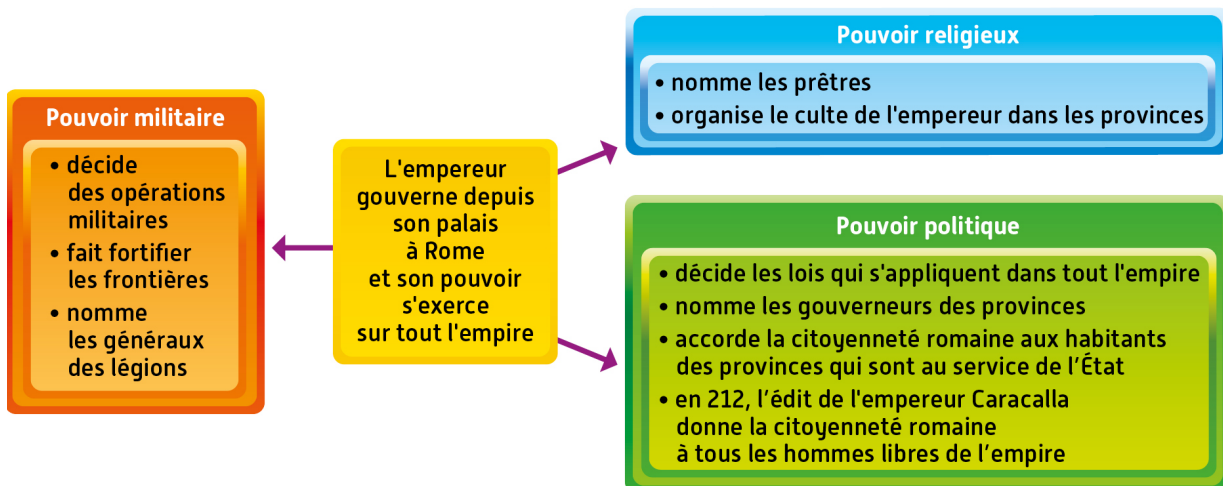 Pouvoir militaire
• décide
des opérations
militaires
• fait fortifier
les frontières
• nomme
les généraux
des légions
L'empereur
gouverne depuis
son palais
à Rome
et son pouvoir
s'exerce
sur tout l'empire
Pouvoir religieux
• nomme les prêtres
• organise le culte de l'empereur dans les provinces
Pouvoir politique
• décide les lois qui s'appliquent dans tout l'empire
• nomme les gouverneurs des provinces
• accorde la citoyenneté romaine aux habitants
des provinces qui sont au service de l’État
• en 212, l’édit de l'empereur Caracalla
donne la citoyenneté romaine
à tous les hommes libres de l’empire